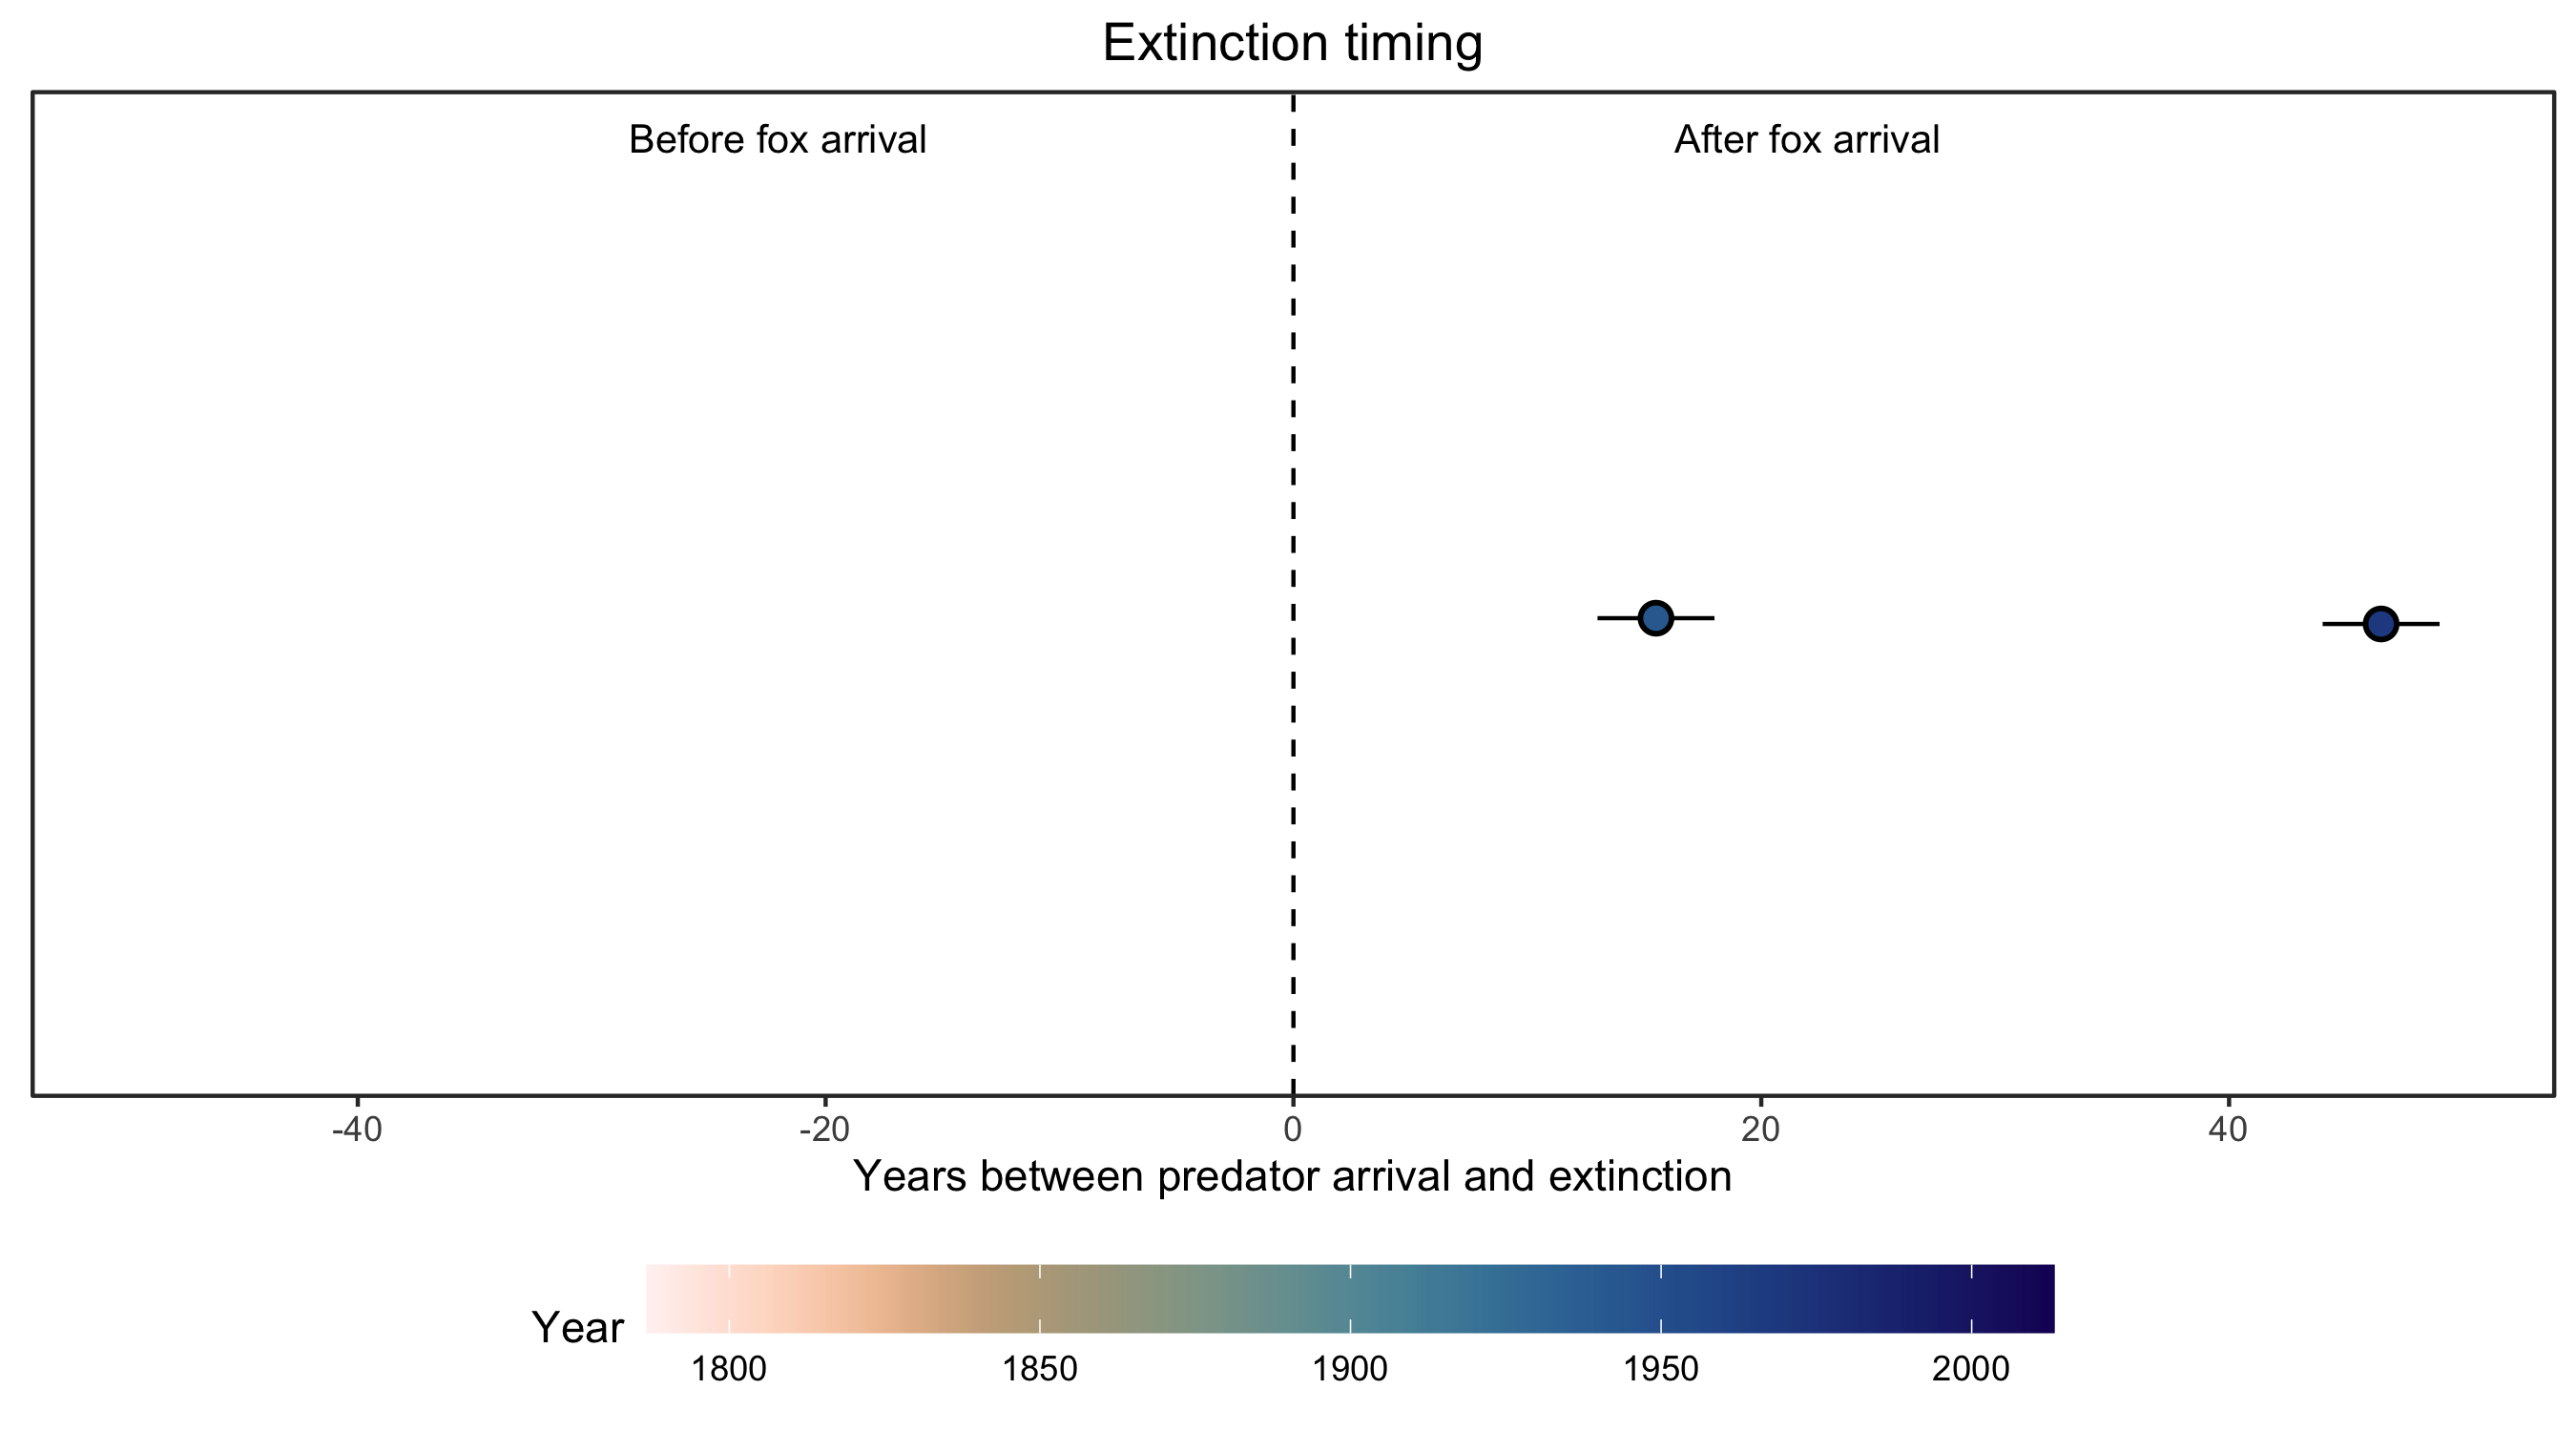 Extinction timing
Before fox arrival
After fox arrival
-40
-20
0
20
40
Years between predator arrival and extinction
Year
1800
1850
1900
1950
2000